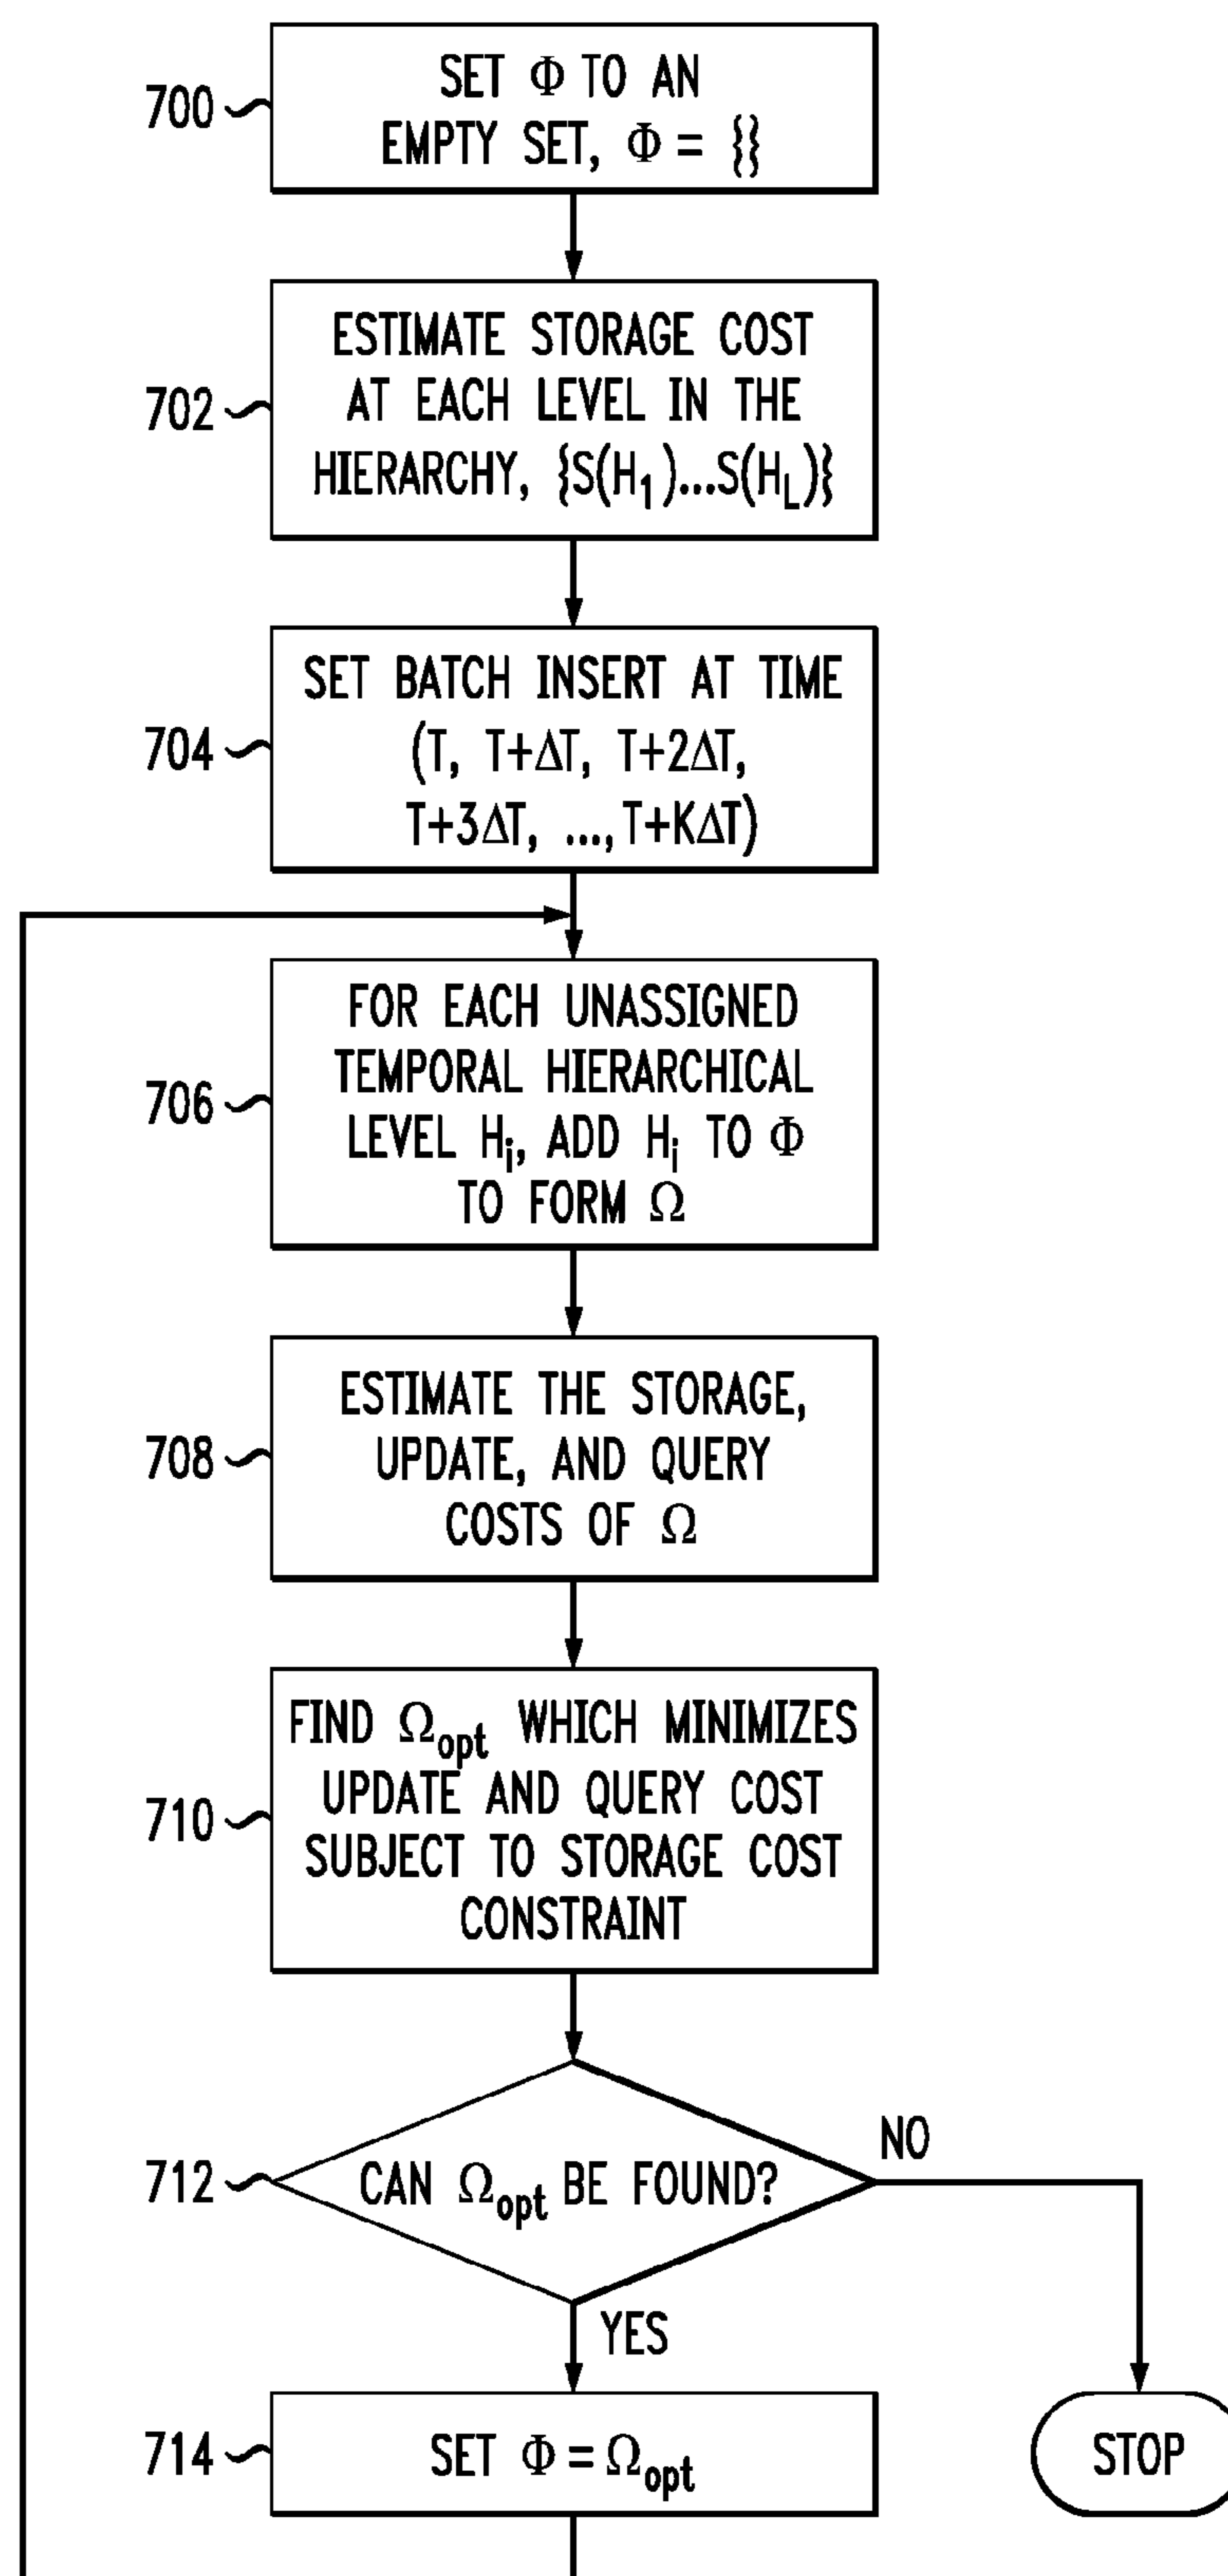 700
SET Φ TO AN
EMPTY SET, Φ = {}
702
ESTIMATE STORAGE COST
AT EACH LEVEL IN THE
HIERARCHY, {S(H1)...S(HL)}
704
SET BATCH INSERT AT TIME
(T, T+ΔT, T+2ΔT,
T+3ΔT, ...,T+KΔT)
706
FOR EACH UNASSIGNED
TEMPORAL HIERARCHICAL
LEVEL Hi, ADD Hi TO Φ
TO FORM Ω
708
ESTIMATE THE STORAGE,
UPDATE, AND QUERY
COSTS OF Ω
710
FIND Ωopt WHICH MINIMIZES
UPDATE AND QUERY COST
SUBJECT TO STORAGE COST
CONSTRAINT
712
CAN Ωopt BE FOUND?
NO
YES
714
SET Φ = Ωopt
STOP